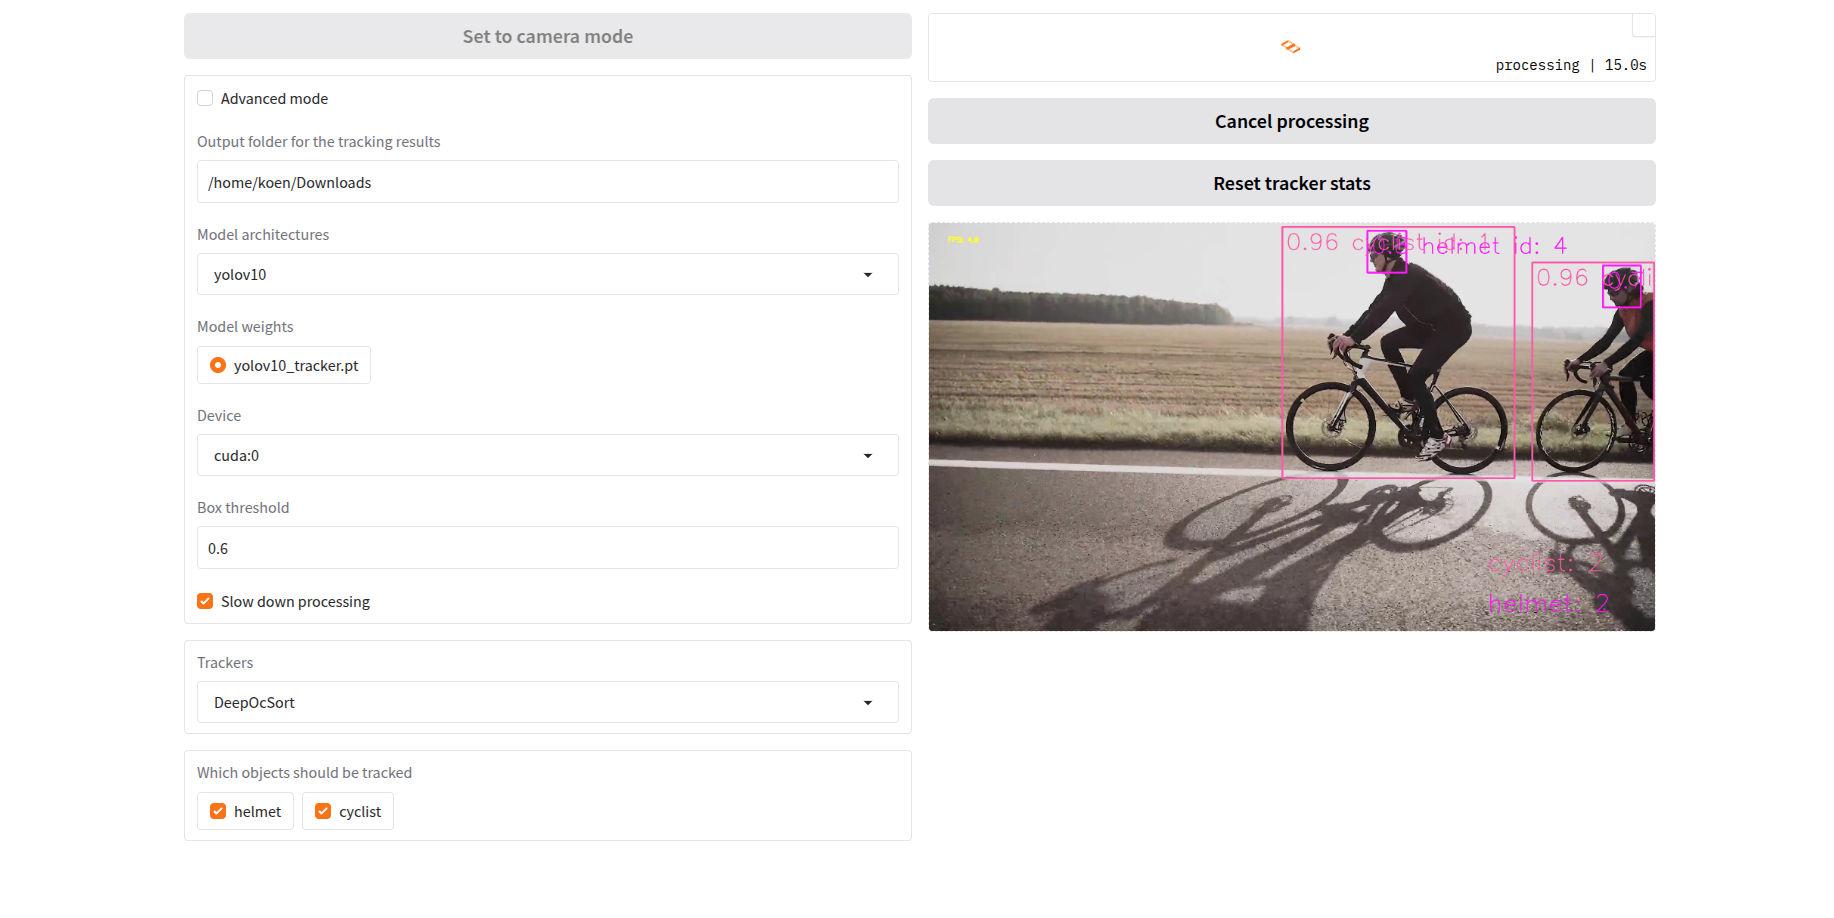 Set to camera mode
Advanced mode
Output folder for the tracking results
/home/koen/Downloads
Model architectures
yolov10
Model weights
yolov10_tracker.pt
Device
cuda:0
Box threshold
0.6
Slow down processing
Trackers
DeepOcSort
Which objects should be tracked
helmet
cyclist
processing | 15.0s
Cancel processing
Reset tracker stats
0.96 cyclist id: 1
helmet id: 4
0.96 cycli
cyclist: 2
helmet: 2